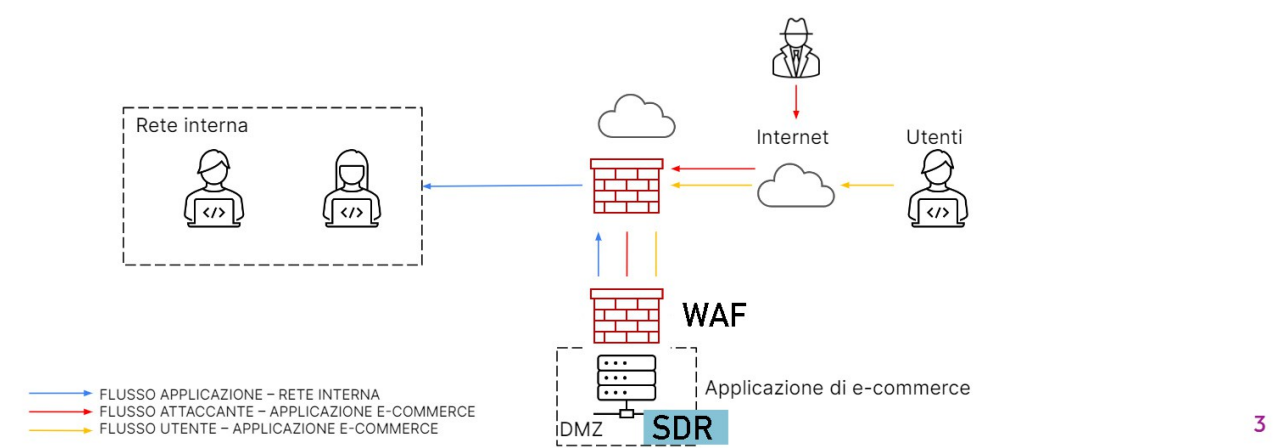 Rete interna
Internet
Utenti
WAF
Applicazione di e-commerce
DMZ
SDR
FLUSSO APPLICAZIONE – RETE INTERNA
FLUSSO ATTACCANTE – APPLICAZIONE E-COMMERCE
FLUSSO UTENTE – APPLICAZIONE E-COMMERCE
3